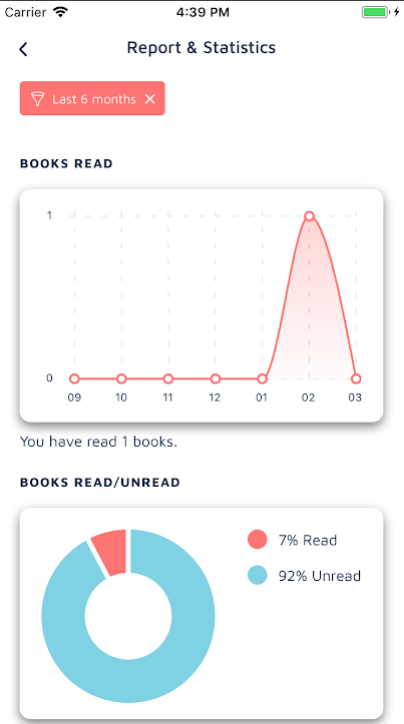 Carrier 4:39 PM
Report & Statistics
Last 6 months
BOOKS READ
1
0
09 10 11 12 01 02 03
You have read 1 books.
BOOKS READ/UNREAD
7% Read
92% Unread